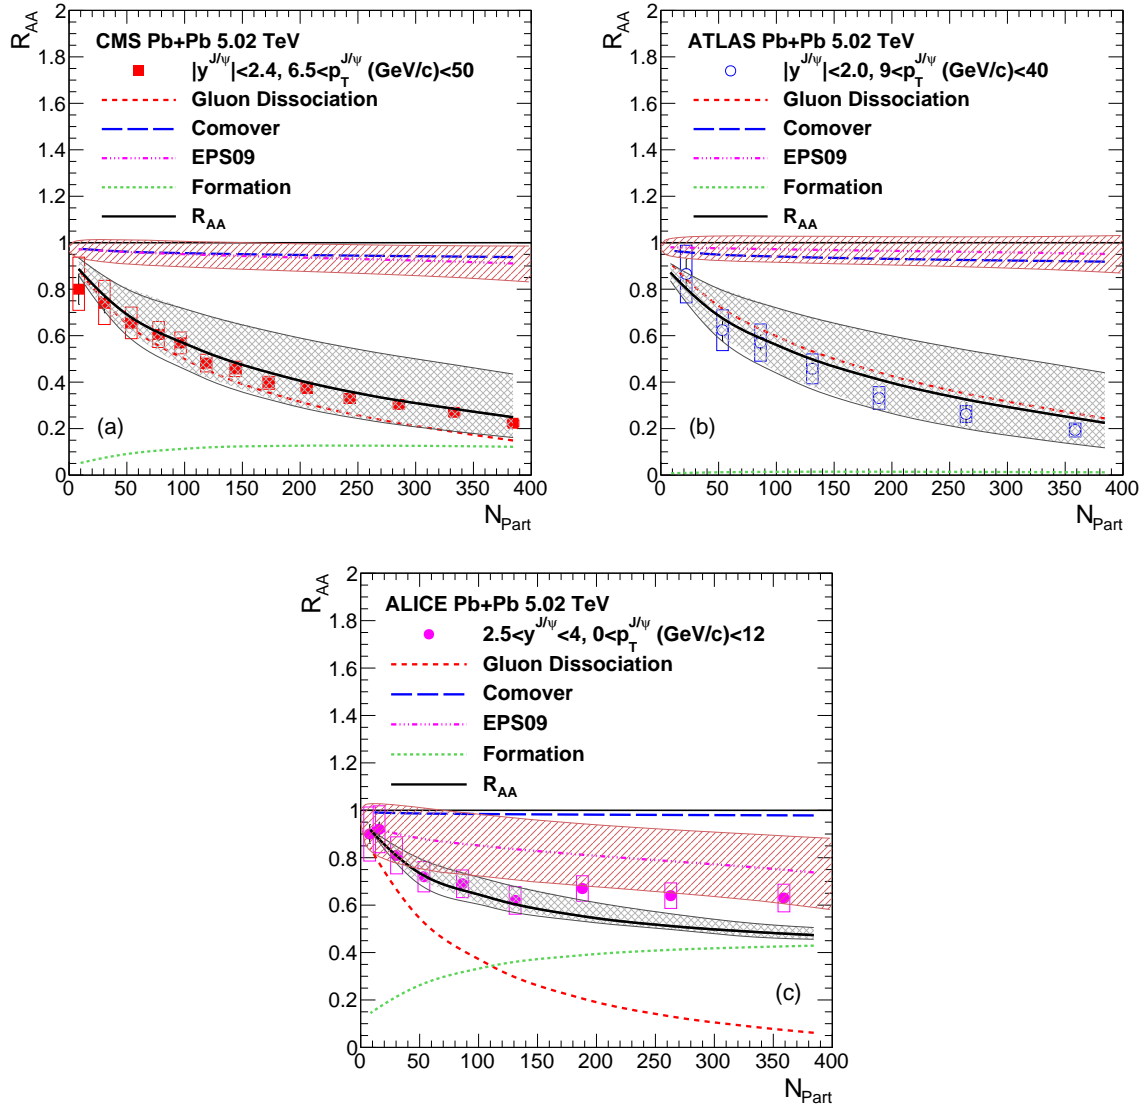 R_AA
2
1.8
1.6
1.4
1.2
1
0.8
0.6
0.4
0.2
0
CMS Pb+Pb 5.02 TeV
|y^{J/ψ}|<2.4, 6.5<p_T^{J/ψ} (GeV/c)<50
Gluon Dissociation
Comover
EPS09
Formation
R_AA
(a)
0 50 100 150 200 250 300 350 400
N_Part
R_AA
2
1.8
1.6
1.4
1.2
1
0.8
0.6
0.4
0.2
0
ATLAS Pb+Pb 5.02 TeV
|y^{J/ψ}|<2.0, 9<p_T^{J/ψ} (GeV/c)<40
Gluon Dissociation
Comover
EPS09
Formation
R_AA
(b)
0 50 100 150 200 250 300 350 400
N_Part
R_AA
2
1.8
1.6
1.4
1.2
1
0.8
0.6
0.4
0.2
0
ALICE Pb+Pb 5.02 TeV
2.5<y^{J/ψ}<4, 0<p_T^{J/ψ} (GeV/c)<12
Gluon Dissociation
Comover
EPS09
Formation
R_AA
(c)
0 50 100 150 200 250 300 350 400
N_Part